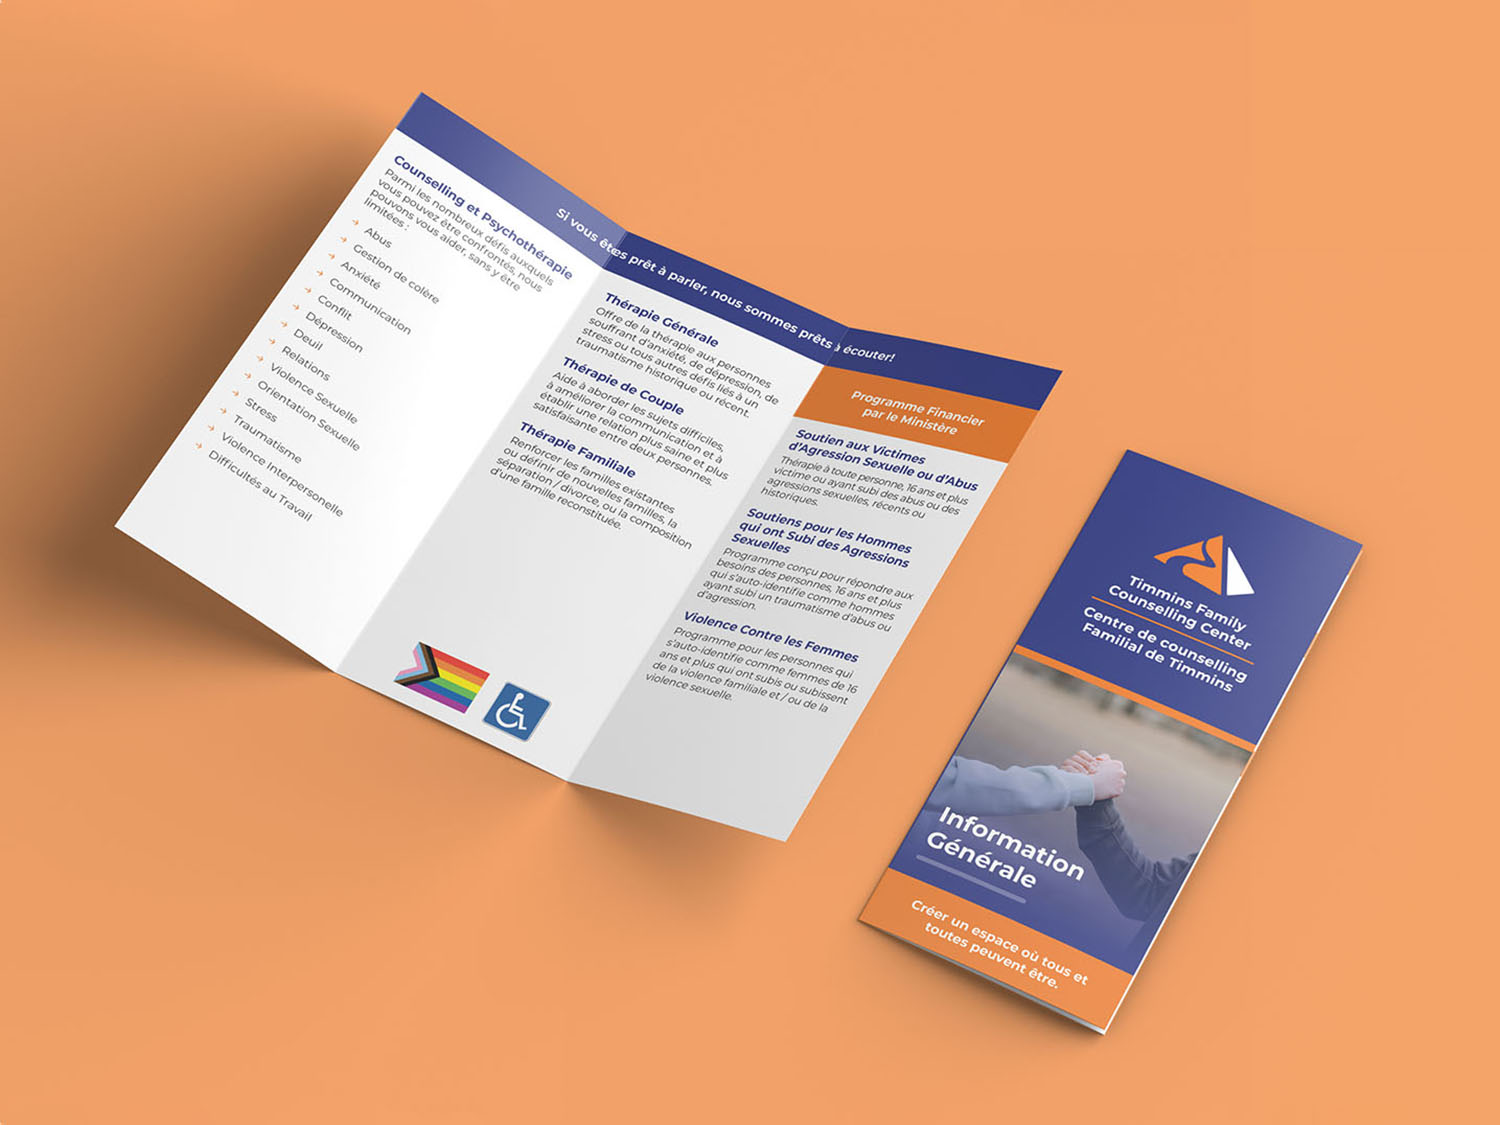 Si vous êtes prêt à parler, nous sommes prêts à écouter!
Counselling et Psychothérapie
Parmi les nombreux défis auxquels
vous pouvez être confrontés, nous
pouvons vous aider, sans y être
limitées :
Abus
Gestion de colère
Anxiété
Communication
Conflit
Dépression
Deuil
Relations
Violence Sexuelle
Orientation Sexuelle
Stress
Traumatisme
Violence Interpersonelle
Difficultés au Travail
Thérapie Générale
Offre de la thérapie aux personnes
souffrant d'anxiété, de dépression, de
stress ou tous autres défis liés à un
traumatisme historique ou récent.
Thérapie de Couple
Aide à aborder les sujets difficiles,
à améliorer la communication et à
établir une relation plus saine et plus
satisfaisante entre deux personnes.
Thérapie Familiale
Renforcer les familles existantes
ou définir de nouvelles familles, la
séparation / divorce, ou la composition
d'une famille reconstituée.
Programme Financier
par le Ministère
Soutien aux Victimes
d'Agression Sexuelle ou d'Abus
Thérapie à toute personne, 16 ans et plus
victime ou ayant subi des abus ou des
agressions sexuelles, récents ou
historiques.
Soutiens pour les Hommes
qui ont Subi des Agressions
Sexuelles
Programme conçu pour répondre aux
besoins des personnes, 16 ans et plus
qui s'auto-identifie comme hommes
ayant subi un traumatisme d'abus ou
d'agression.
Violence Contre les Femmes
Programme pour les personnes qui
s'auto-identifie comme femmes de 16
ans et plus qui ont subis ou subissent
de la violence familiale et / ou de la
violence sexuelle.
Timmins Family
Counselling Center
Centre de counselling
Familial de Timmins
Information
Générale
Créer un espace où tous et
toutes peuvent être.